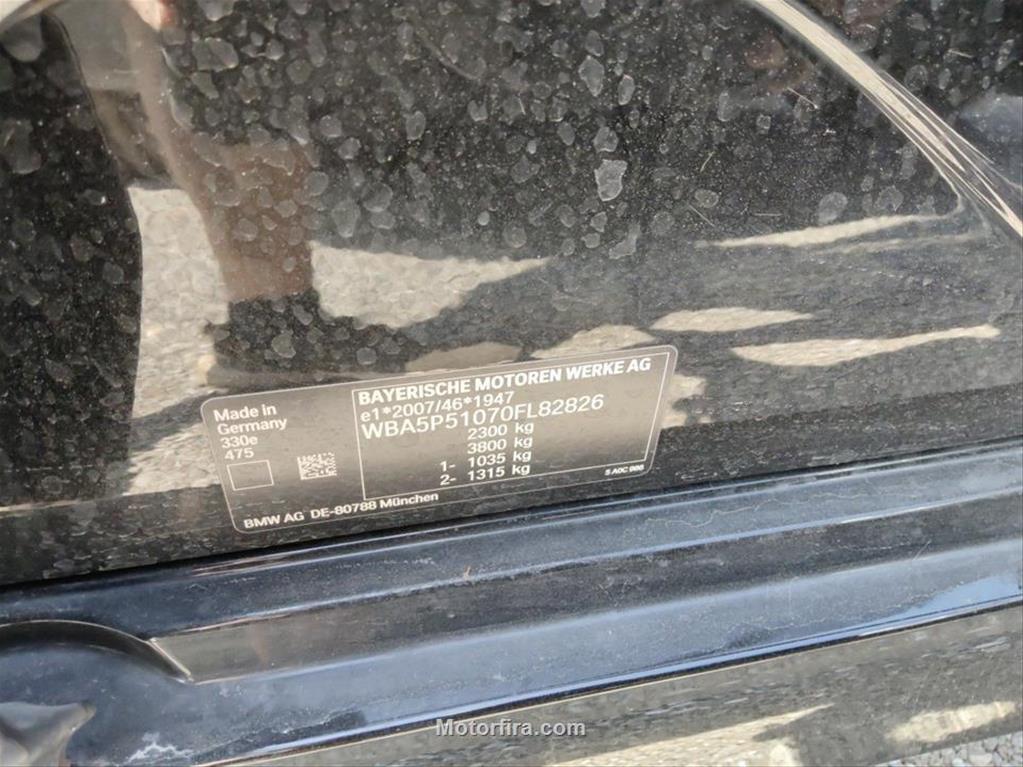 Made in
Germany
330e
475
BAYERISCHE MOTOREN WERKE AG
e1*2007/46*1947
WBA5P51070FL82826
2300 kg
3800 kg
1- 1035 kg
2- 1315 kg
5 A0C 986
BMW AG DE-80788 München
Motorfira.com